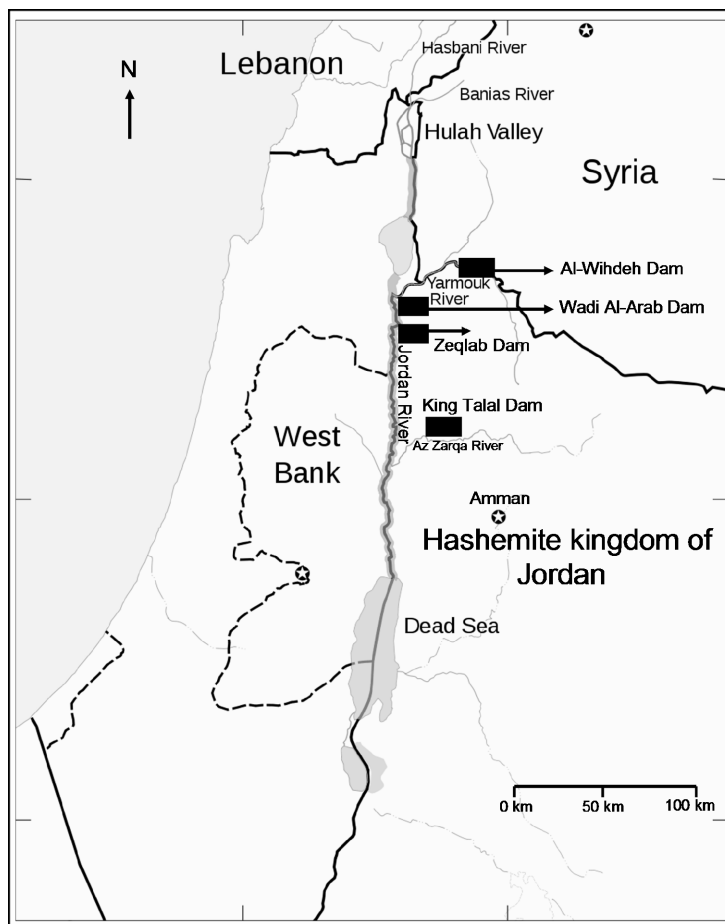 Hasbani River
Lebanon
N
Banias River
Hulah Valley
Syria
Al-Wihdeh Dam
Yarmouk
River
Wadi Al-Arab Dam
Zeqlab Dam
Jordan River
King Talal Dam
West
Bank
Az Zarqa River
Amman
Hashemite kingdom of
Jordan
Dead Sea
0 km
50 km
100 km